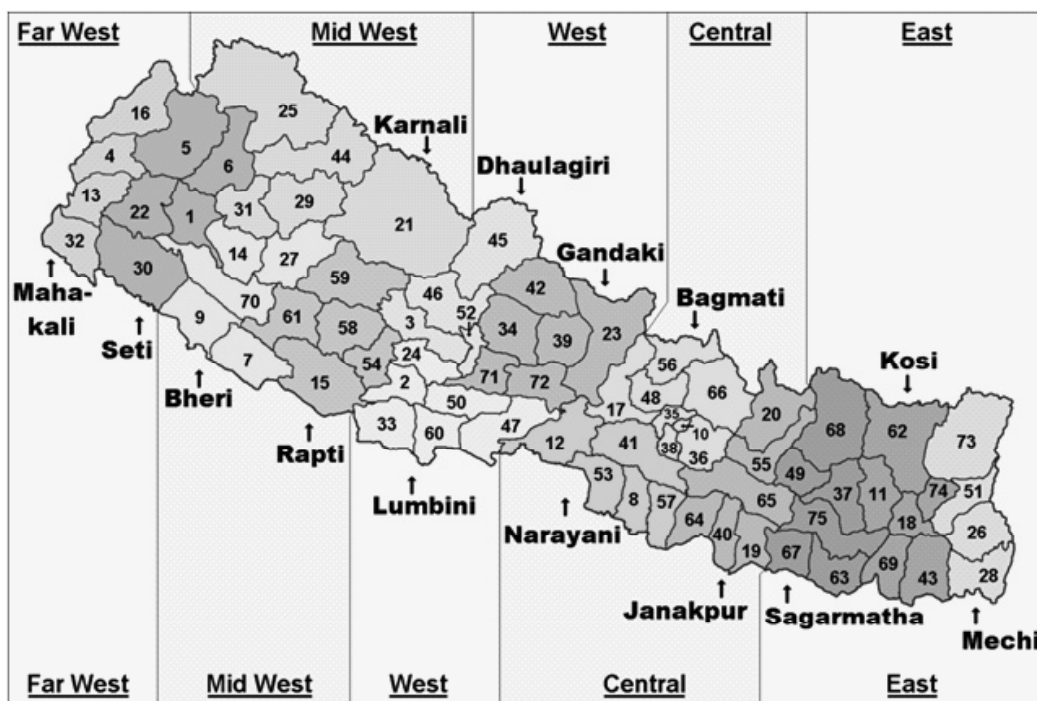 Far West Mid West West Central East
16 25
Karnali
5 44
4 6 Dhaulagiri
13 31 29
22 1 21 45
32 14 27 Gandaki
30 59 42
Maha- 70 46 52 Bagmati
kali 9 61 58 3 34 39 23
Seti 7 54 24 56 Kosi
15 71 72 48 66
Bheri 2 50 17 35 20
33 60 47 12 41 38 10 36 68 62 73
Rapti 55 49 51
Lumbini 53 8 57 65 37 11 74
Narayani 64 40 75 18 26
19 67 63 69 43 28
Janakpur Sagarmatha
Mechi
Far West Mid West West Central East